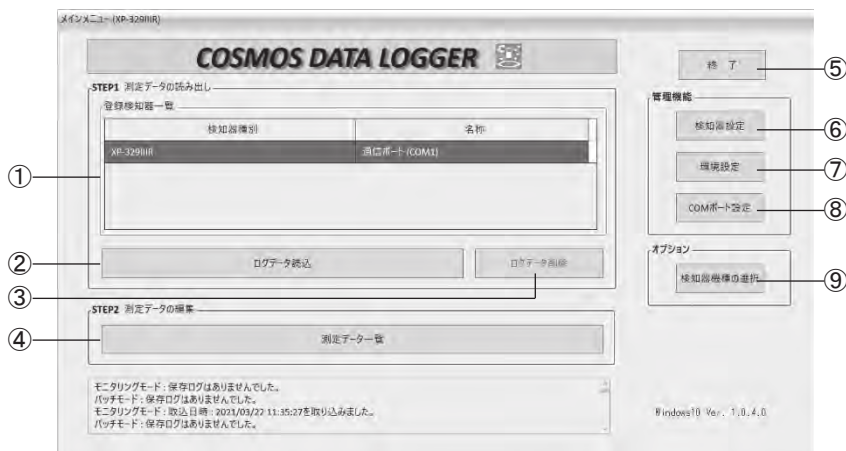 メインメニュー (XP-329IIIR)
COSMOS DATA LOGGER
終 了
⑤
STEP1 測定データの読み出し
登録検知器一覧
検知器種別 名称
XP-329IIIR 通信ポート(COM1)
①
管理機能
検知器設定
⑥
環境設定
⑦
COMポート設定
⑧
②
ログデータ読込
ログデータ削除
③
オプション
検知器機種の選択
⑨
STEP2 測定データの編集
④
測定データ一覧
モニタリングモード : 保存ログはありませんでした。
バッチモード : 保存ログはありませんでした。
モニタリングモード : 取込日時 : 2021/03/22 11:35:27を取り込みました。
バッチモード : 保存ログはありませんでした。
Windows10 Ver. 1.0.4.0